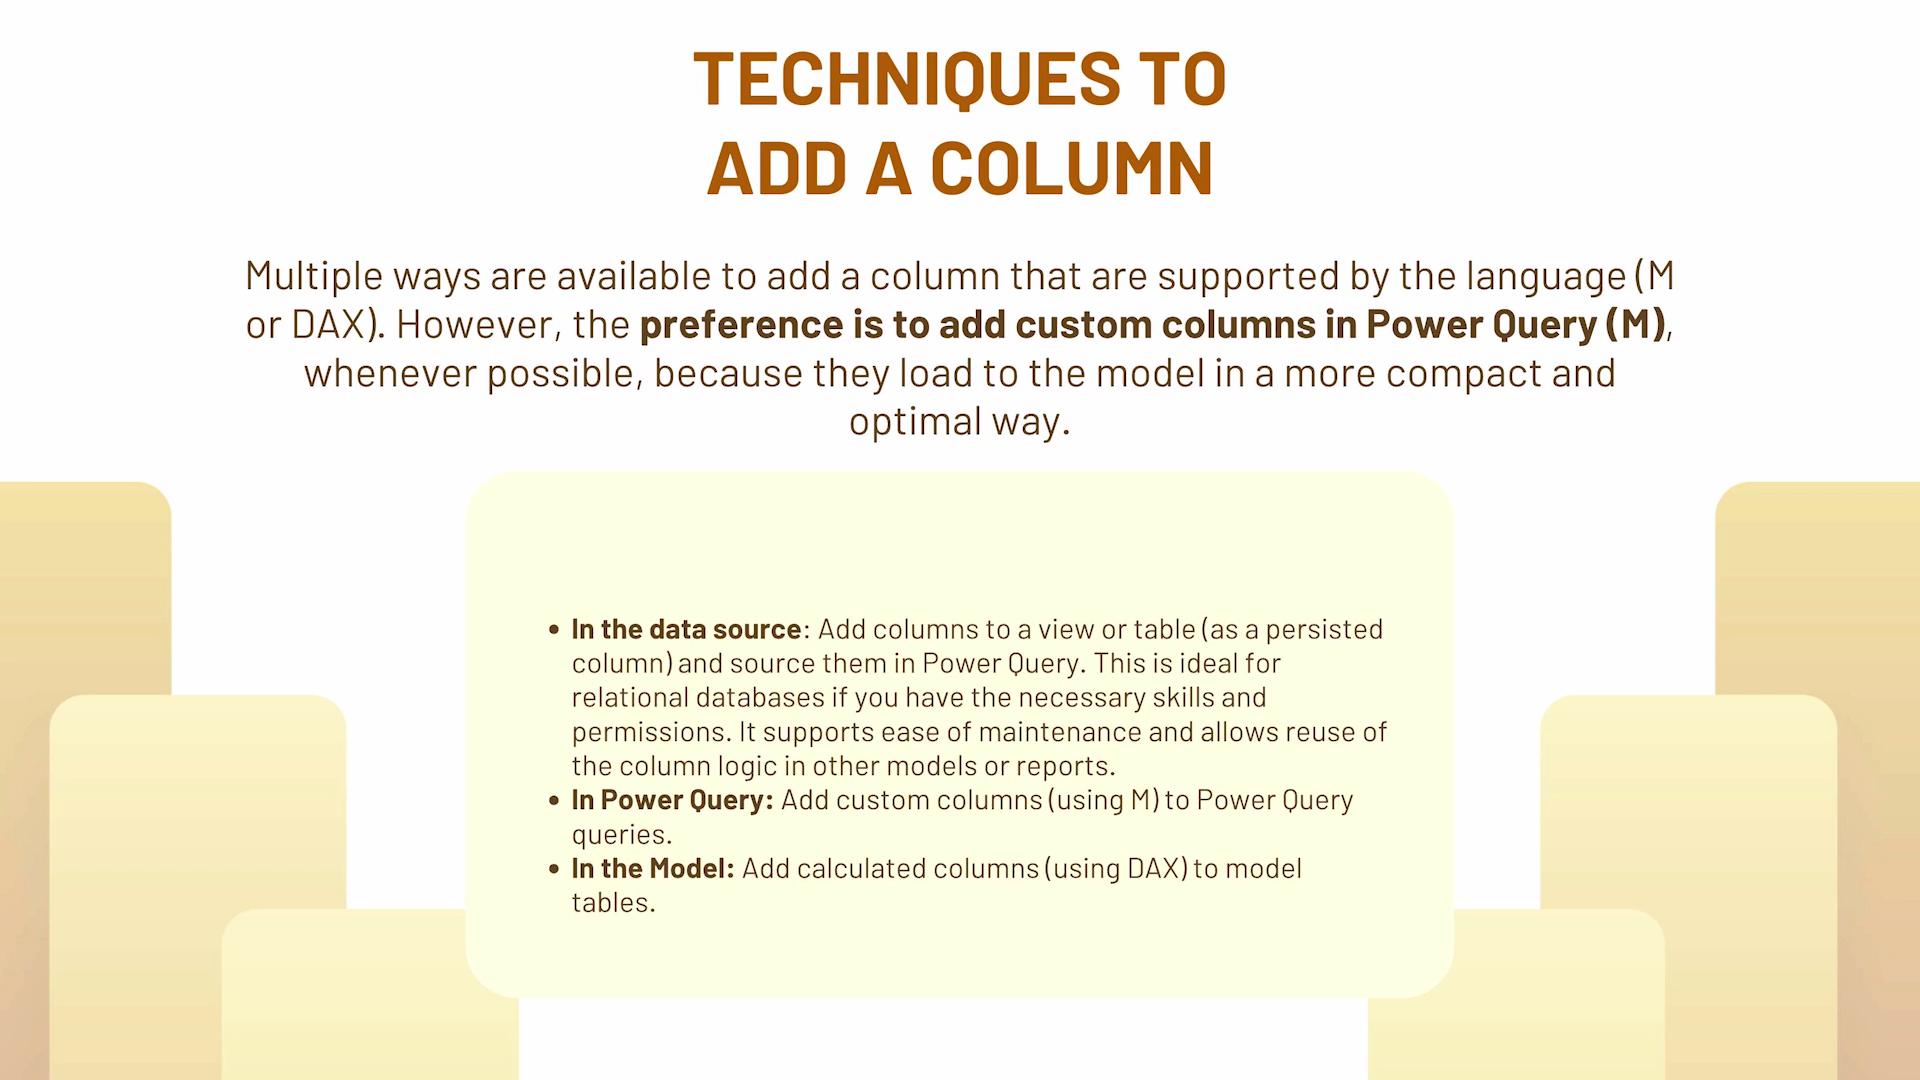 TECHNIQUES TO
ADD A COLUMN
Multiple ways are available to add a column that are supported by the language (M
or DAX). However, the preference is to add custom columns in Power Query (M),
whenever possible, because they load to the model in a more compact and
optimal way.
• In the data source: Add columns to a view or table (as a persisted
column) and source them in Power Query. This is ideal for
relational databases if you have the necessary skills and
permissions. It supports ease of maintenance and allows reuse of
the column logic in other models or reports.
• In Power Query: Add custom columns (using M) to Power Query
queries.
• In the Model: Add calculated columns (using DAX) to model
tables.